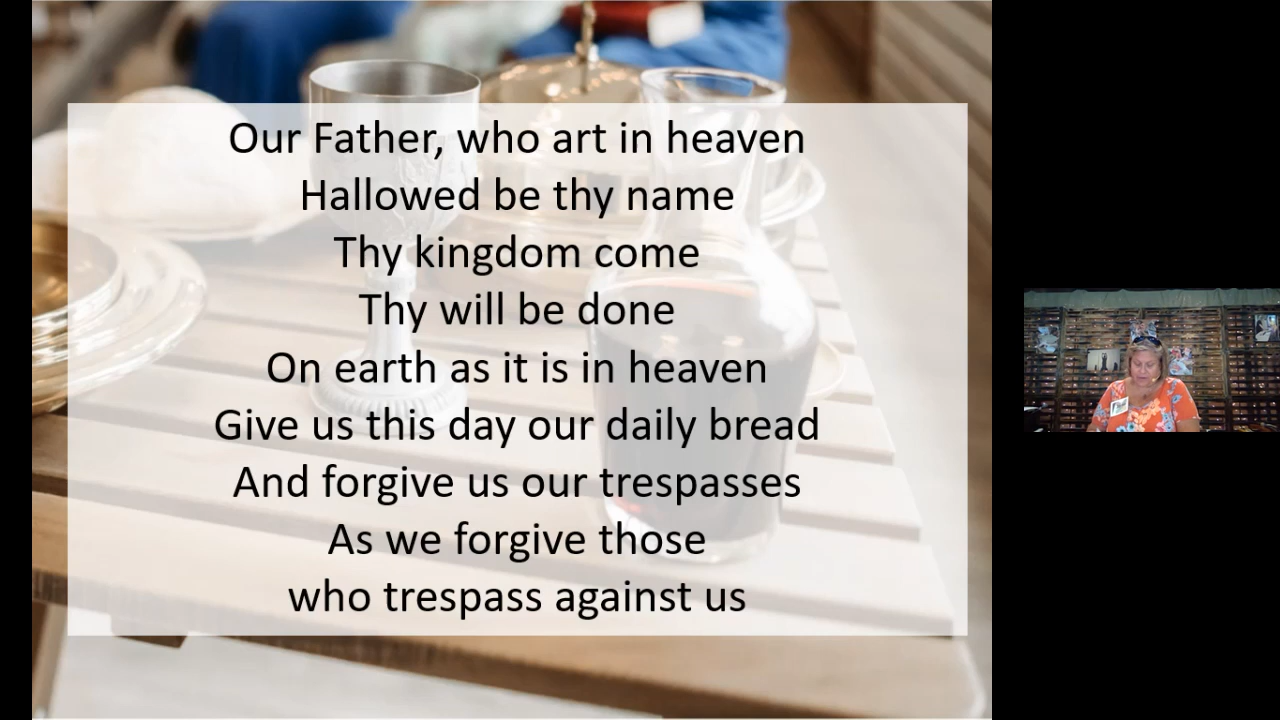 Our Father, who art in heaven
Hallowed be thy name
Thy kingdom come
Thy will be done
On earth as it is in heaven
Give us this day our daily bread
And forgive us our trespasses
As we forgive those
who trespass against us